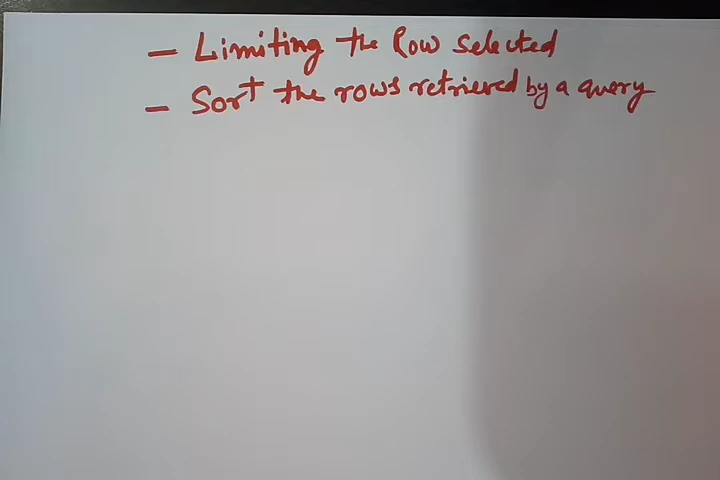 - Limiting the Row selected
- Sort the rows retrieved by a query